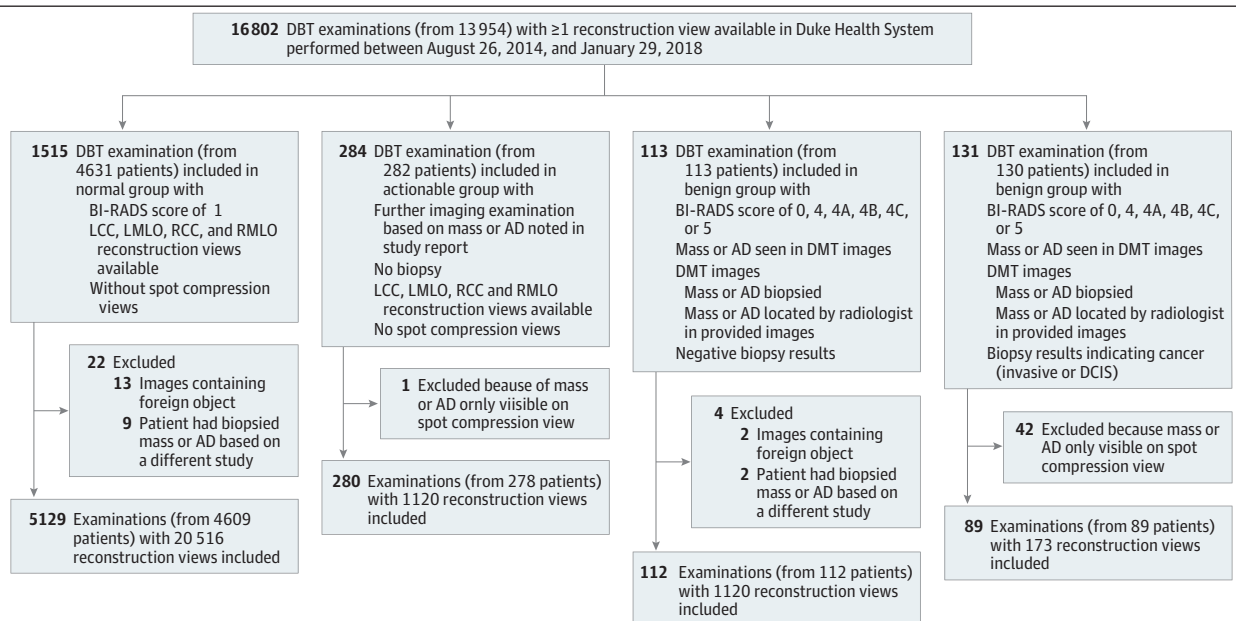 16 802 DBT examinations (from 13 954) with ≥1 reconstruction view available in Duke Health System
performed between August 26, 2014, and January 29, 2018
1515 DBT examination (from
4631 patients) included in
normal group with
BI-RADS score of 1
LCC, LMLO, RCC, and RMLO
reconstruction views
available
Without spot compression
views
22 Excluded
13 Images containing
foreign object
9 Patient had biopsied
mass or AD based on
a different study
5129 Examinations (from 4609
patients) with 20 516
reconstruction views included
284 DBT examination (from
282 patients) included in
actionable group with
Further imaging examination
based on mass or AD noted in
study report
No biopsy
LCC, LMLO, RCC and RMLO
reconstruction views available
No spot compression views
1 Excluded beause of mass
or AD ornly viisible on
spot compression view
280 Examinations (from 278 patients)
with 1120 reconstruction views
included
113 DBT examination (from
113 patients) included in
benign group with
BI-RADS score of 0, 4, 4A, 4B, 4C,
or 5
Mass or AD seen in DMT images
DMT images
Mass or AD biopsied
Mass or AD located by radiologist
in provided images
Negative biopsy results
4 Excluded
2 Images containing
foreign object
2 Patient had biopsied
mass or AD based on
a different study
112 Examinations (from 112 patients)
with 1120 reconstruction views
included
131 DBT examination (from
130 patients) included in
benign group with
BI-RADS score of 0, 4, 4A, 4B, 4C,
or 5
Mass or AD seen in DMT images
DMT images
Mass or AD biopsied
Mass or AD located by radiologist
in provided images
Biopsy results indicating cancer
(invasive or DCIS)
42 Excluded because mass or
AD only visible on spot
compression view
89 Examinations (from 89 patients)
with 173 reconstruction views
included